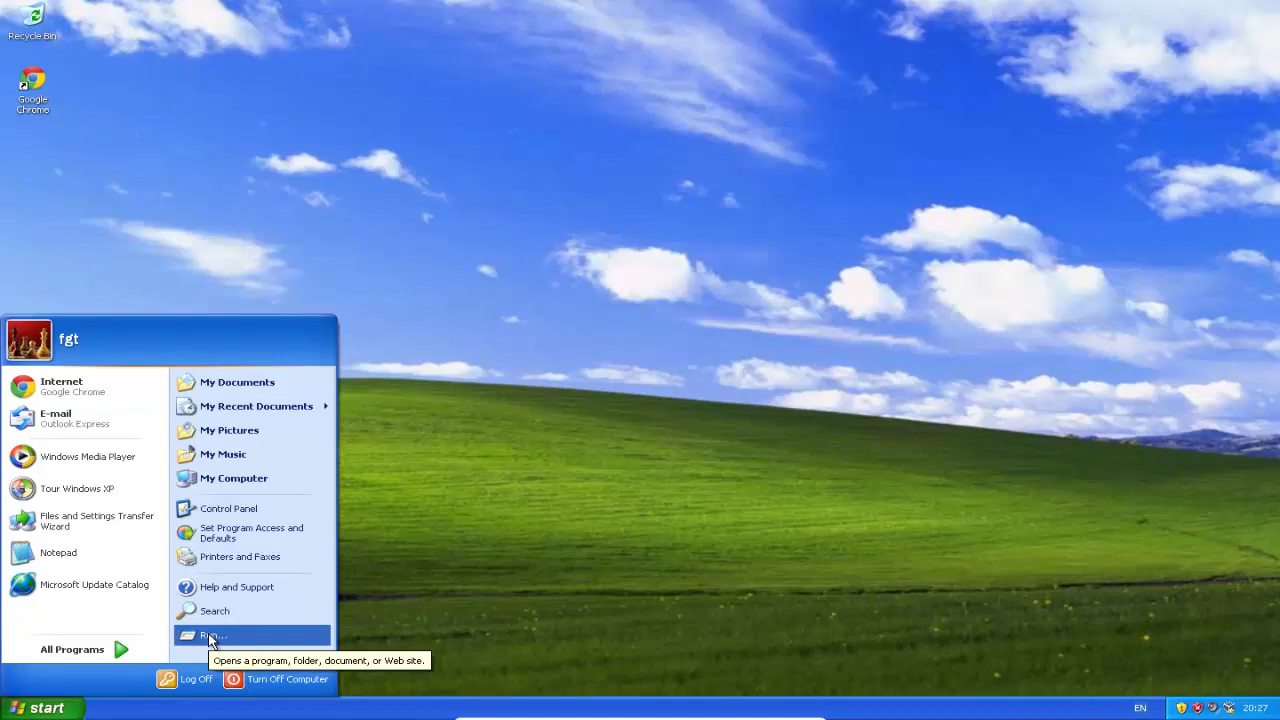 Recycle Bin
Google
Chrome
fgt
Internet
Google Chrome
E-mail
Outlook Express
Windows Media Player
Tour Windows XP
Files and Settings Transfer
Wizard
Notepad
Microsoft Update Catalog
All Programs
My Documents
My Recent Documents
My Pictures
My Music
My Computer
Control Panel
Set Program Access and
Defaults
Printers and Faxes
Help and Support
Search
Run...
Opens a program, folder, document, or Web site.
Log Off
Turn Off Computer
start
EN
20:27